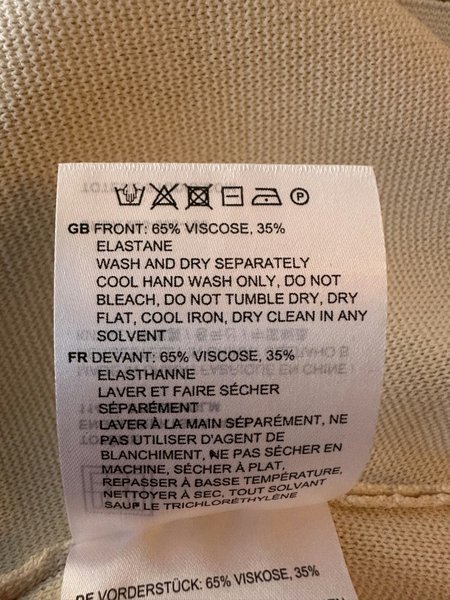 GB FRONT: 65% VISCOSE, 35%
ELASTANE
WASH AND DRY SEPARATELY
COOL HAND WASH ONLY, DO NOT
BLEACH, DO NOT TUMBLE DRY, DRY
FLAT, COOL IRON, DRY CLEAN IN ANY
SOLVENT
FR DEVANT: 65% VISCOSE, 35%
ELASTHANNE
LAVER ET FAIRE SÉCHER
SÉPARÉMENT
LAVER À LA MAIN SÉPARÉMENT, NE
PAS UTILISER D'AGENT DE
BLANCHIMENT, NE PAS SÉCHER EN
MACHINE, SÉCHER À PLAT,
REPASSER À BASSE TEMPÉRATURE,
NETTOYER À SEC, TOUT SOLVANT
SAUF LE TRICHLORÉTHYLÈNE
DE VORDERSTÜCK: 65% VISKOSE, 35%